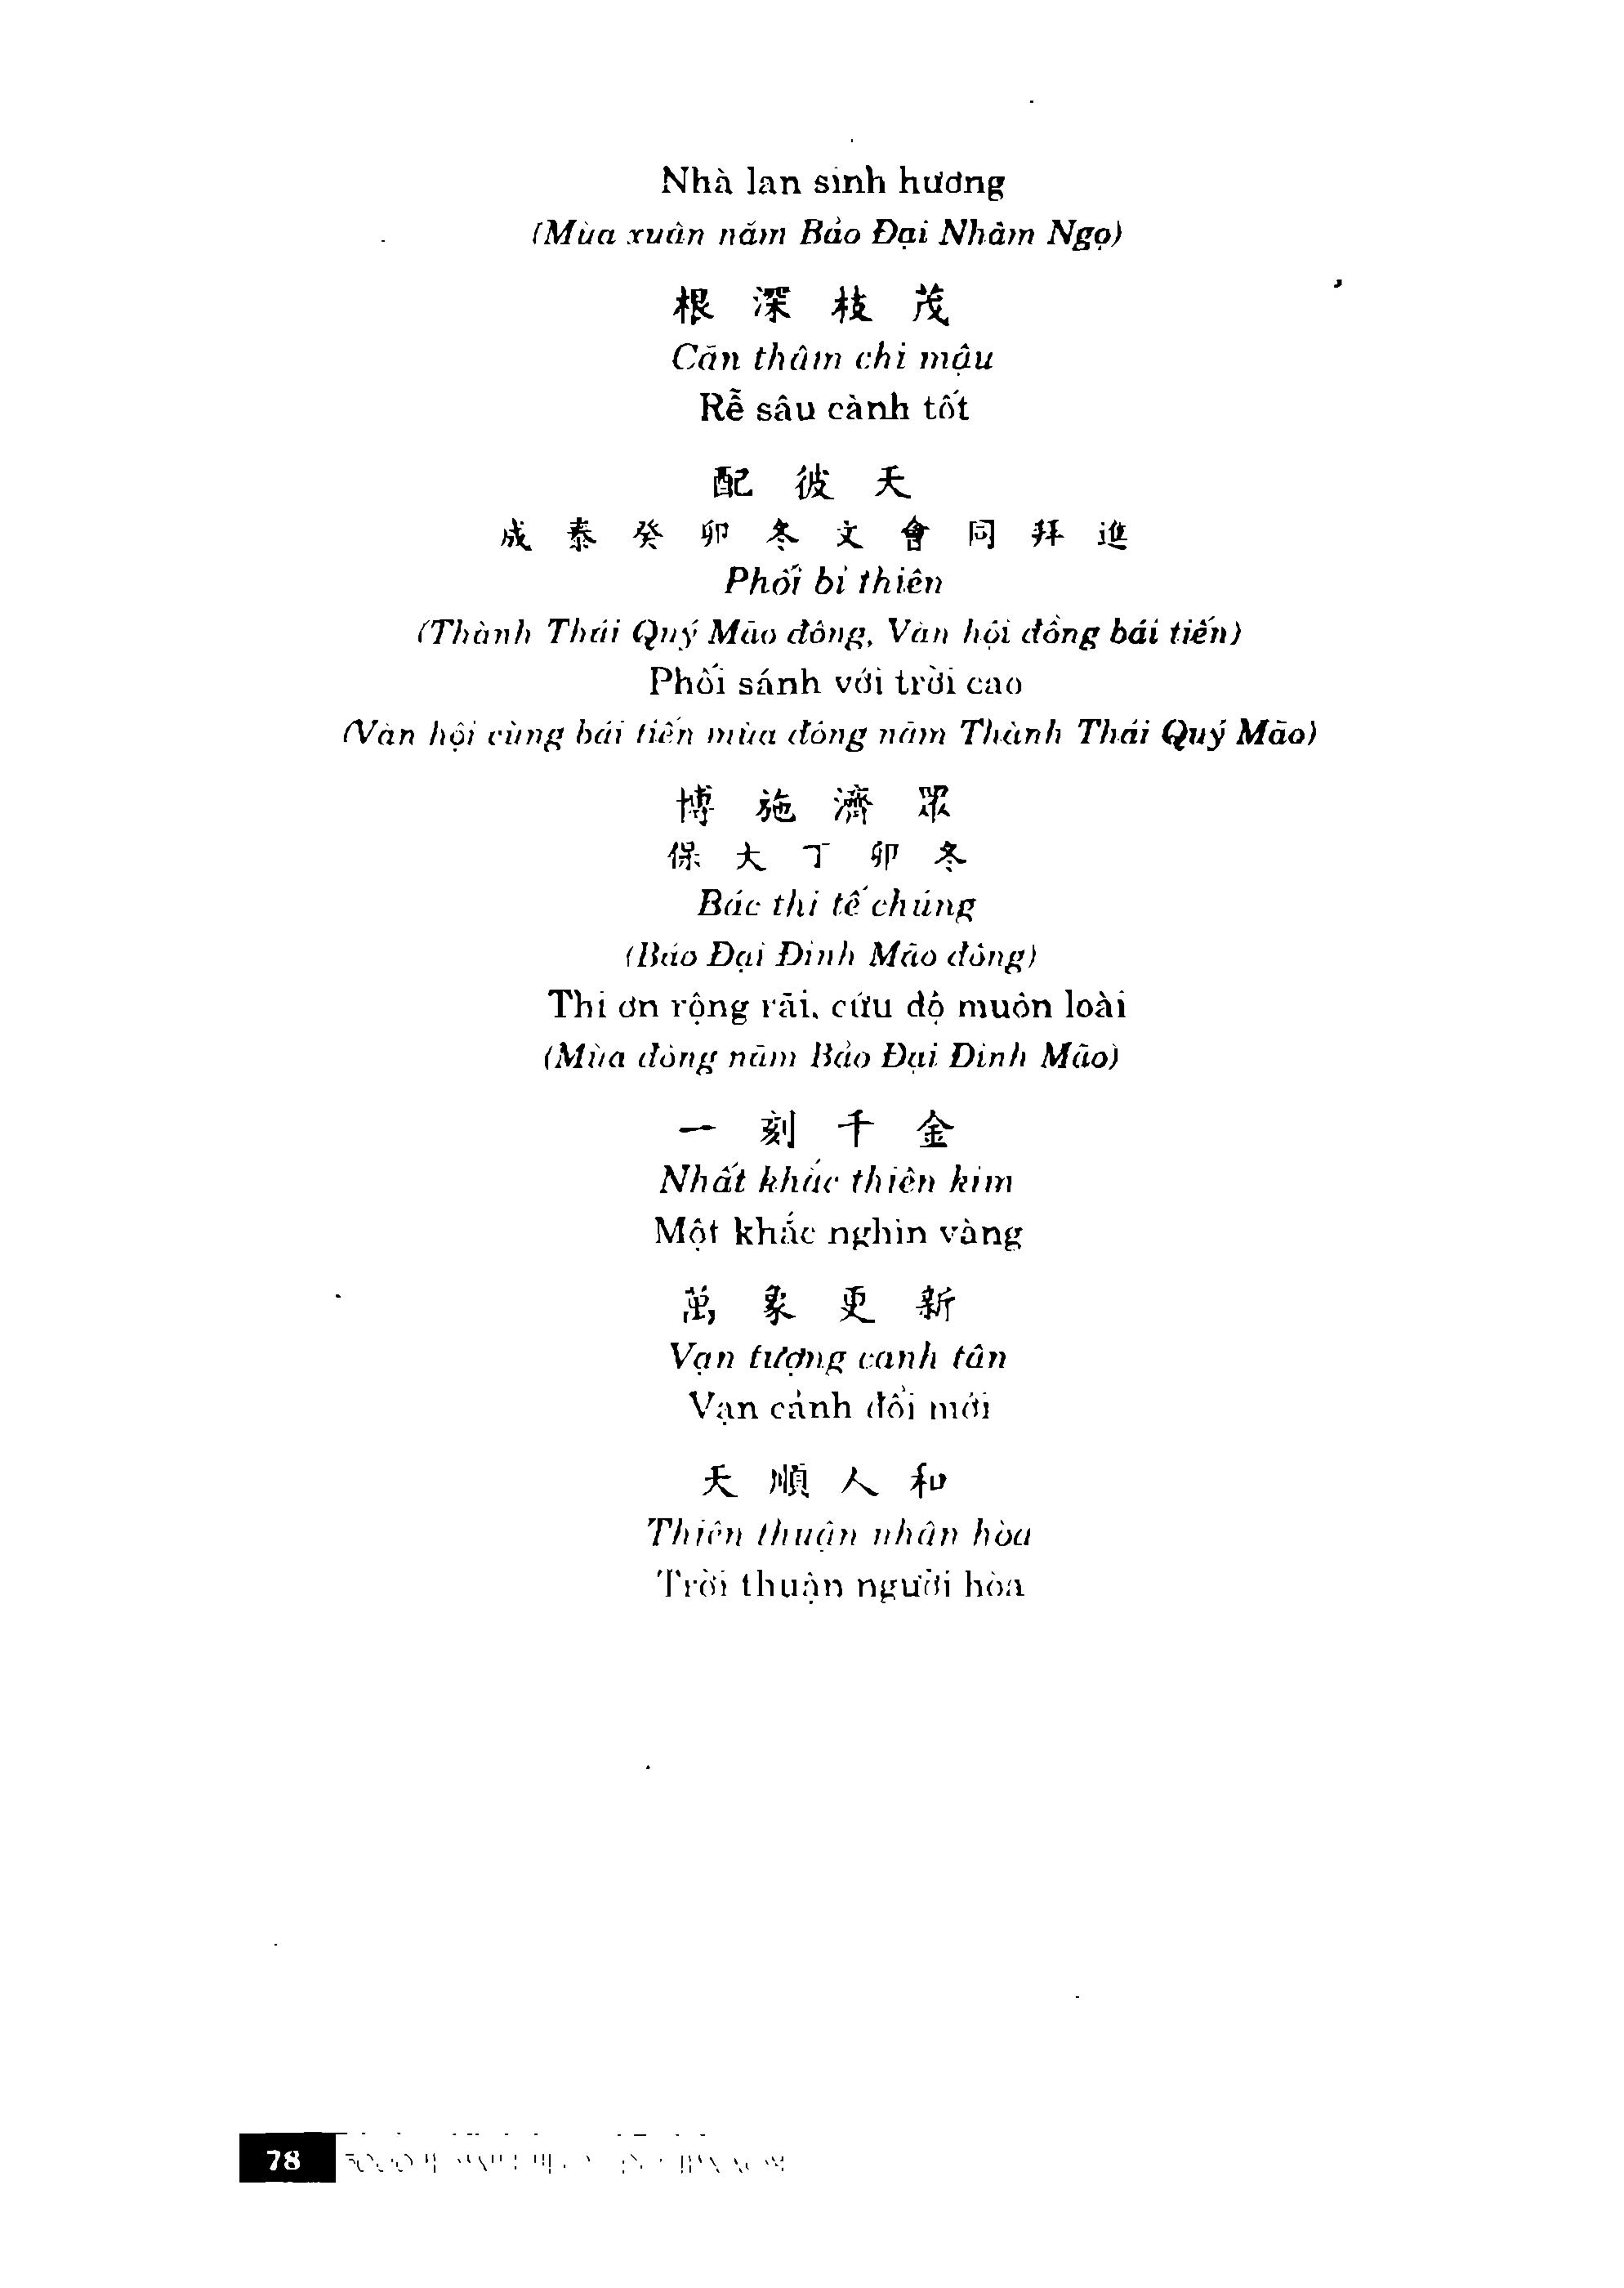 Nhà lan sinh hương
(Mùa xuân năm Bảo Đại Nhâm Ngọ)
根 深 枝 茂
Căn thâm chi mậu
Rễ sâu cành tốt
配 彼 天
成 泰 癸 卯 冬 文 會 同 拜 進
Phối bỉ thiên
(Thành Thái Quý Mão đông, Văn hội đồng bái tiến)
Phối sánh với trời cao
(Văn hội cùng bái tiến mùa đông năm Thành Thái Quý Mão)
博 施 濟 眾
保 大 丁 卯 冬
Bác thi tế chúng
(Bảo Đại Đinh Mão đông)
Thi ơn rộng rãi, cứu độ muôn loài
(Mùa đông năm Bảo Đại Đinh Mão)
一 刻 千 金
Nhất khắc thiên kim
Một khắc nghìn vàng
萬 象 更 新
Vạn tượng canh tân
Vạn cảnh đổi mới
天 順 人 和
Thiên thuận nhân hòa
Trời thuận người hòa
78